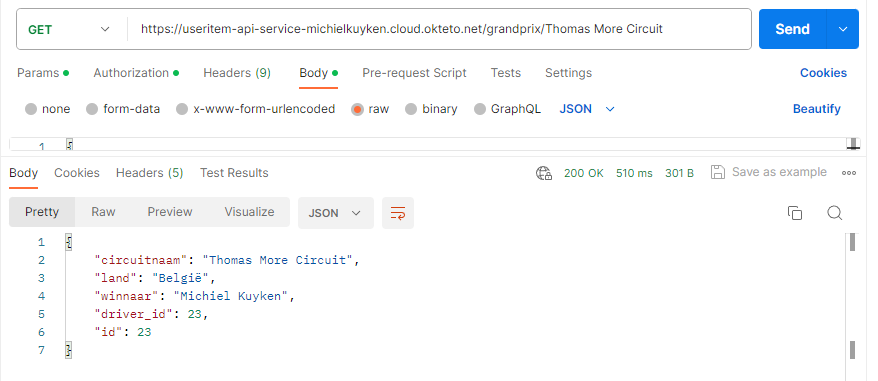 GET https://useritem-api-service-michielkuyken.cloud.okteto.net/grandprix/Thomas More Circuit Send
Params Authorization Headers (9) Body Pre-request Script Tests Settings Cookies
none form-data x-www-form-urlencoded raw binary GraphQL JSON Beautify
1 {
Body Cookies Headers (5) Test Results 200 OK 510 ms 301 B Save as example
Pretty Raw Preview Visualize JSON
1 {
2 "circuitnaam": "Thomas More Circuit",
3 "land": "België",
4 "winnaar": "Michiel Kuyken",
5 "driver_id": 23,
6 "id": 23
7 }